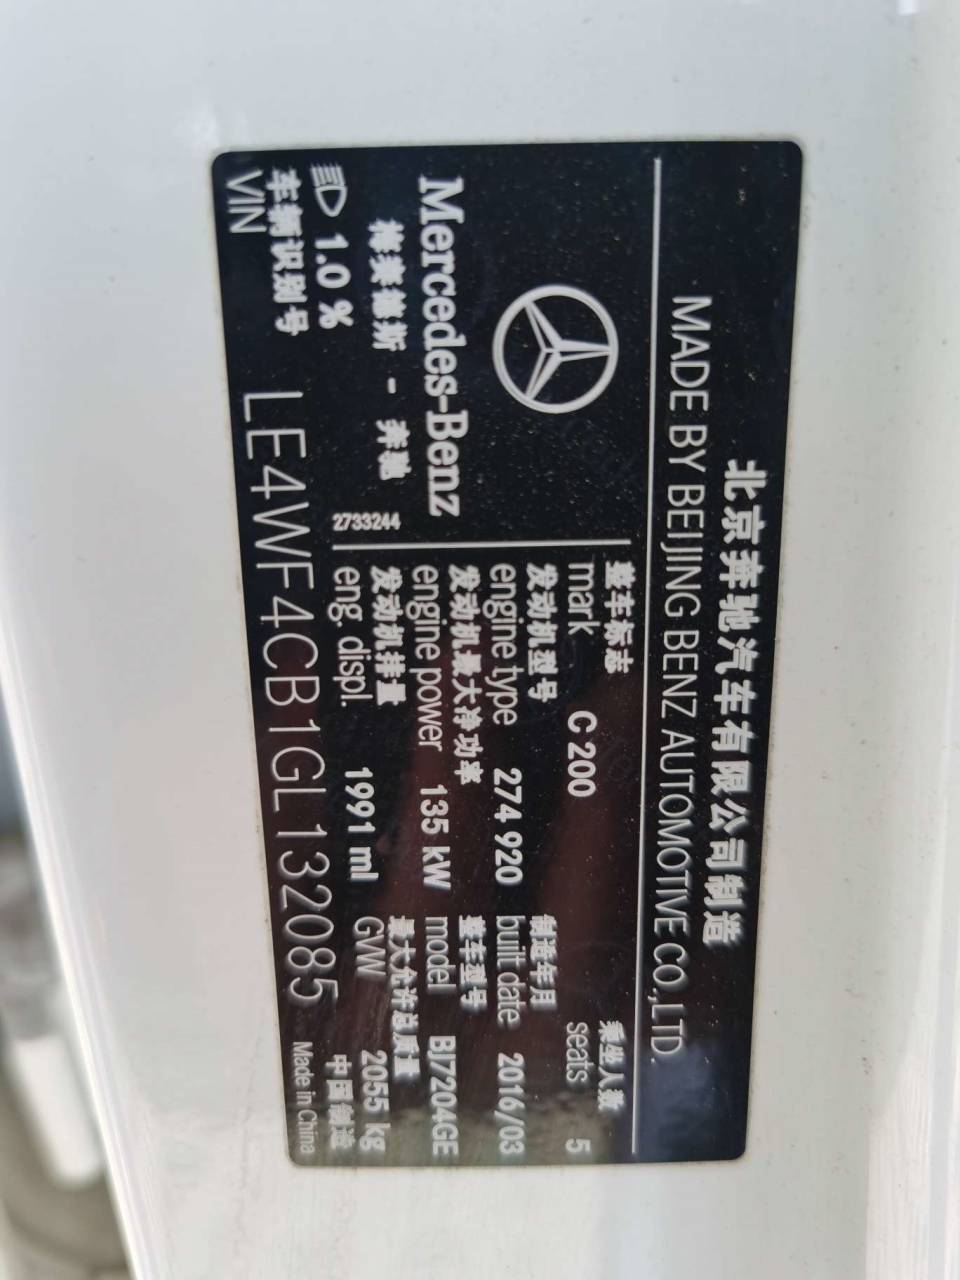 北京奔驰汽车有限公司制造
MADE BY BEIJING BENZ AUTOMOTIVE CO.,LTD.
Mercedes-Benz
梅赛德斯 - 奔驰
2733244
整车标志
mark C 200
乘坐人数
seats 5
发动机型号
engine type 274 920
制造年月
built date 2016/03
发动机最大净功率
engine power 135 kW
整车型号
model BJ7204GE
发动机排量
eng. displ. 1991 ml
最大允许总质量
GVW 2055 kg
1.0 %
车辆识别号
VIN LE4WF4CB1GL132085
中国制造
Made in China